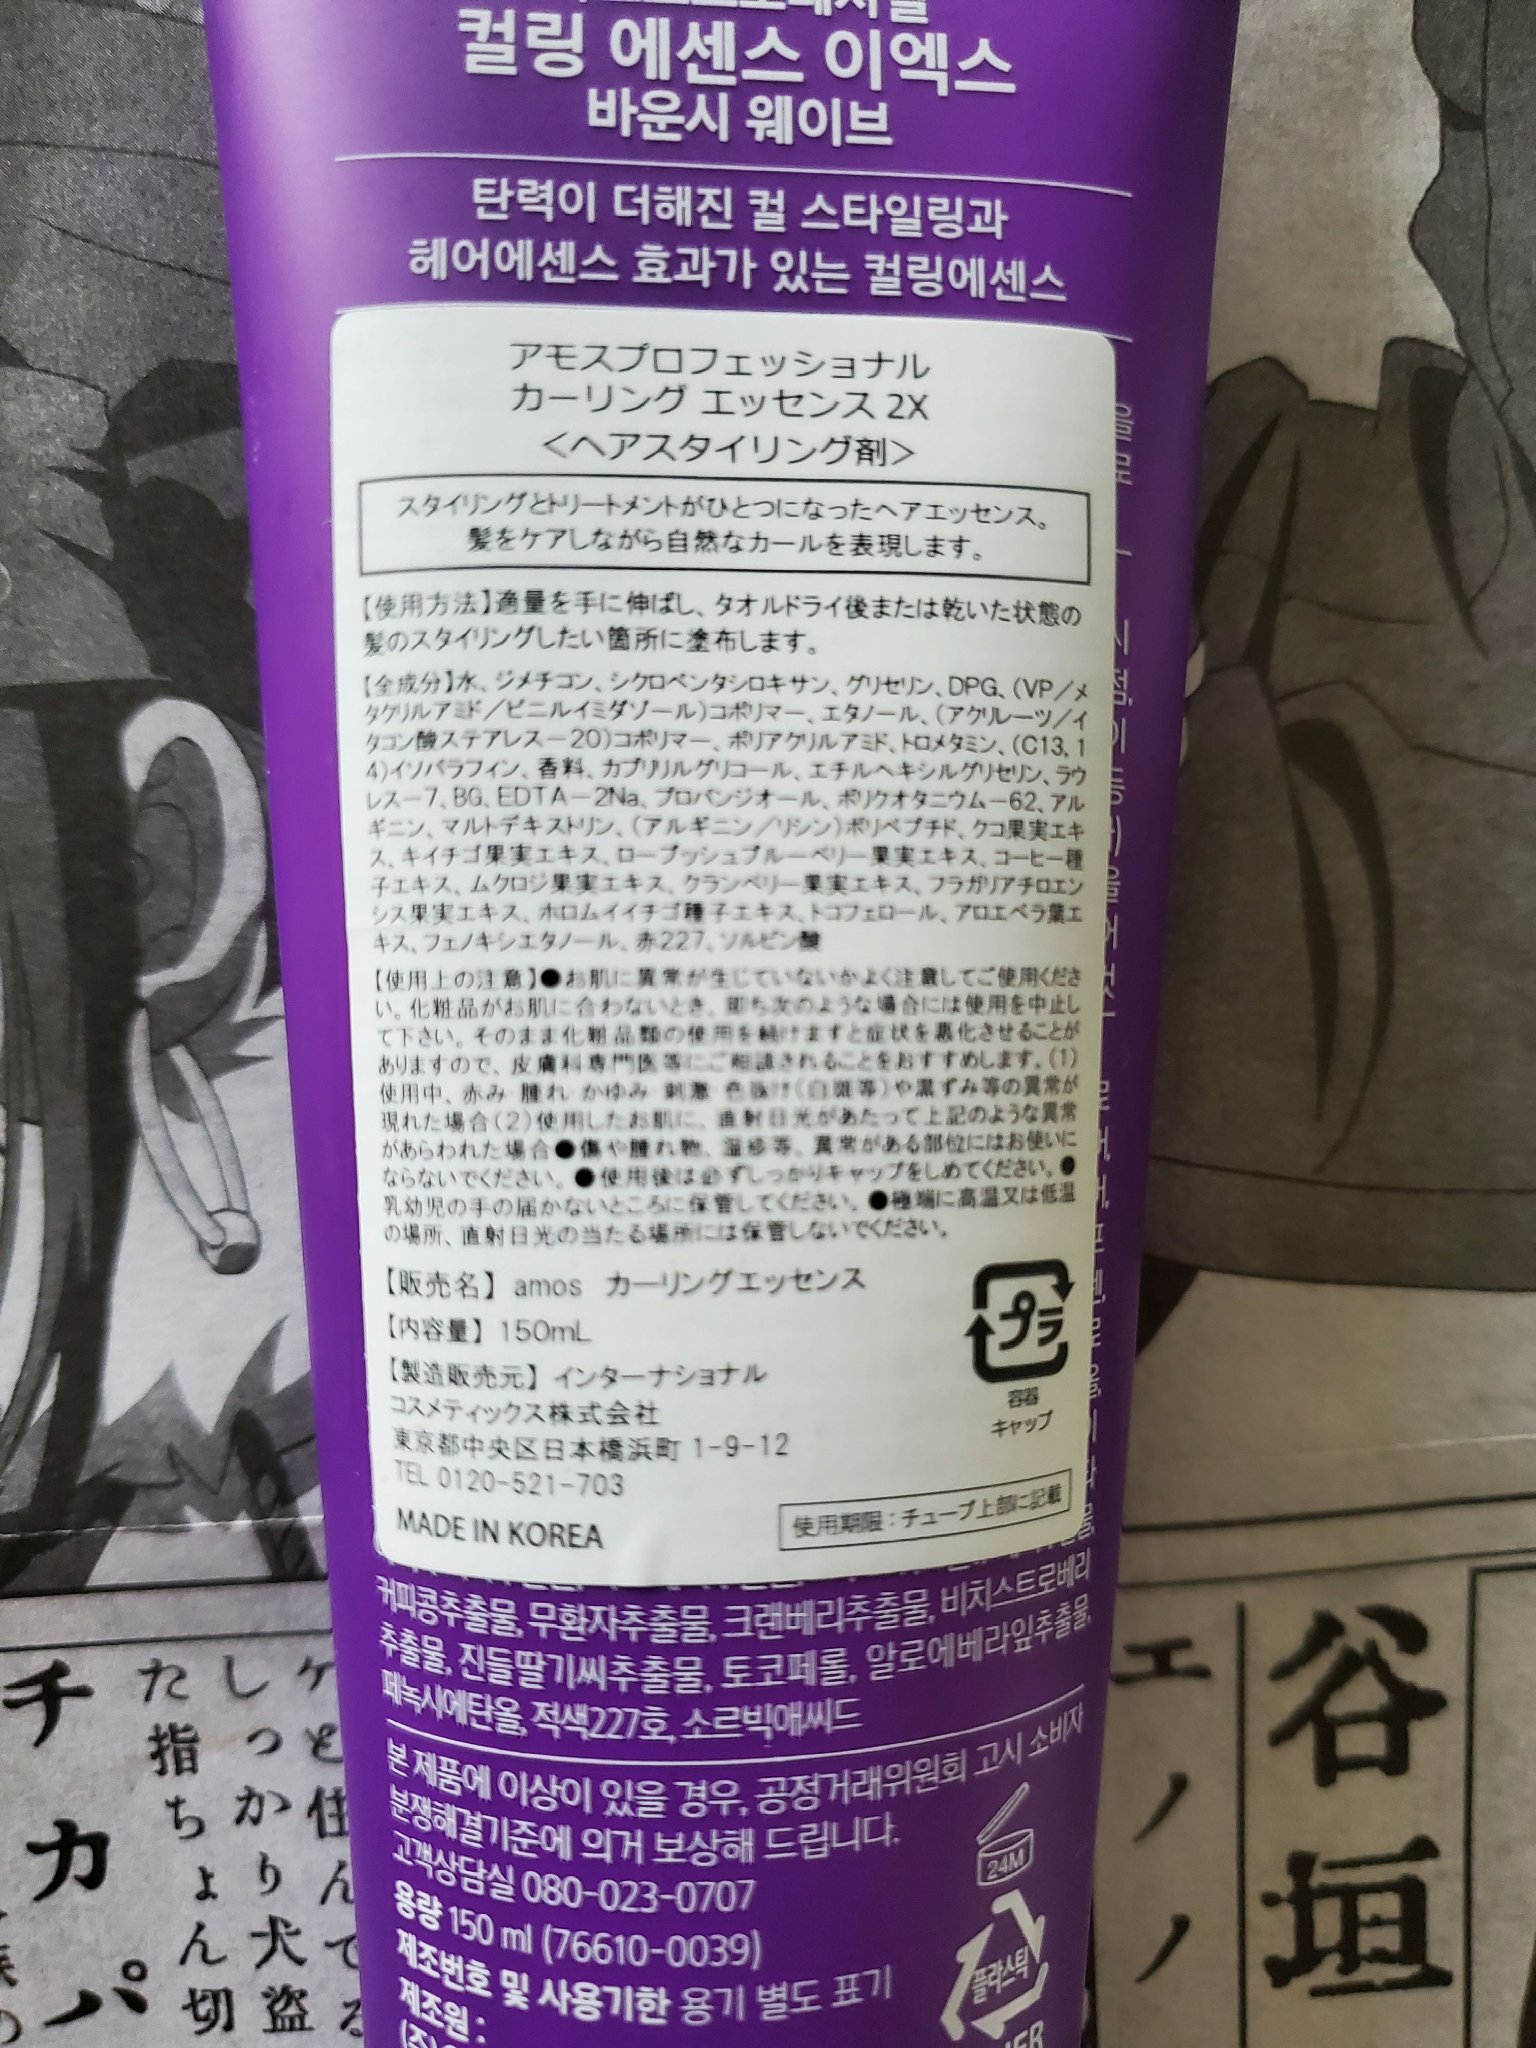 컬링 에센스 이엑스
바운시 웨이브
탄력이 더해진 컬 스타일링과
헤어에센스 효과가 있는 컬링에센스
アモスプロフェッショナル
カーリング エッセンス 2X
<ヘアスタイリング剤>
スタイリングとトリートメントがひとつになったヘアエッセンス。
髪をケアしながら自然なカールを表現します。
【使用方法】適量を手に伸ばし、タオルドライ後または乾いた状態の
髪のスタイリングしたい箇所に塗布します。
【全成分】水、ジメチコン、シクロペンタシロキサン、グリセリン、DPG、(VP/メ
タクリルアミド/ビニルイミダゾール)コポリマー、エタノール、(アクリレーツ/イ
タコン酸ステアレス-20)コポリマー、ポリアクリルアミド、トロメタミン、(C13, 1
4)イソパラフィン、香料、カプリリルグリコール、エチルヘキシルグリセリン、ラウ
レス-7、BG、EDTA-2Na、プロパンジオール、ポリクオタニウム-62、アル
ギニン、マルトデキストリン、(アルギニン/リシン)ポリペプチド、クコ果実エキ
ス、キイチゴ果実エキス、ローブッシュブルーベリー果実エキス、コーヒー種
子エキス、ムクロジ果実エキス、クランベリー果実エキス、フラガリアチロエン
シス果実エキス、ホロムイイチゴ種子エキス、トコフェロール、アロエベラ葉エ
キス、フェノキシエタノール、赤227、ソルビン酸
【使用上の注意】●お肌に異常が生じていないかよく注意してご使用くださ
い。化粧品がお肌に合わないとき、即ち次のような場合には使用を中止し
て下さい。そのまま化粧品類の使用を続けますと症状を悪化させることが
ありますので、皮膚科専門医等にご相談されることをおすすめします。(1)
使用中、赤み 腫れ かゆみ 刺激 色抜け(白斑等)や黒ずみ等の異常が
現れた場合(2)使用したお肌に、直射日光があたって上記のような異常
があらわれた場合●傷や腫れ物、湿疹等、異常がある部位にはお使いに
ならないでください。●使用後は必ずしっかりキャップをしめてください。●
乳幼児の手の届かないところに保管してください。●極端に高温又は低温
の場所、直射日光の当たる場所には保管しないでください。
【販売名】amos カーリングエッセンス
【内容量】150mL
【製造販売元】インターナショナル
コスメティックス株式会社
東京都中央区日本橋浜町 1-9-12
TEL 0120-521-703
MADE IN KOREA
プラ
容器
キャップ
使用期限:チューブ上部に記載
커피콩추출물, 무환자추출물, 크랜베리추출물, 비치스트로베리
추출물, 진들딸기씨추출물, 토코페롤, 알로에베라잎추출물,
페녹시에탄올, 적색227호, 소르빅애씨드
본 제품에 이상이 있을 경우, 공정거래위원회 고시 소비자
분쟁해결기준에 의거 보상해 드립니다.
고객상담실 080-023-0707
용량 150 ml (76610-0039)
제조번호 및 사용기한 용기 별도 표기
제조원 :
24M
플라스틱
谷垣
エノノ
しっかり犬盗
た指ちょん切
チカパ